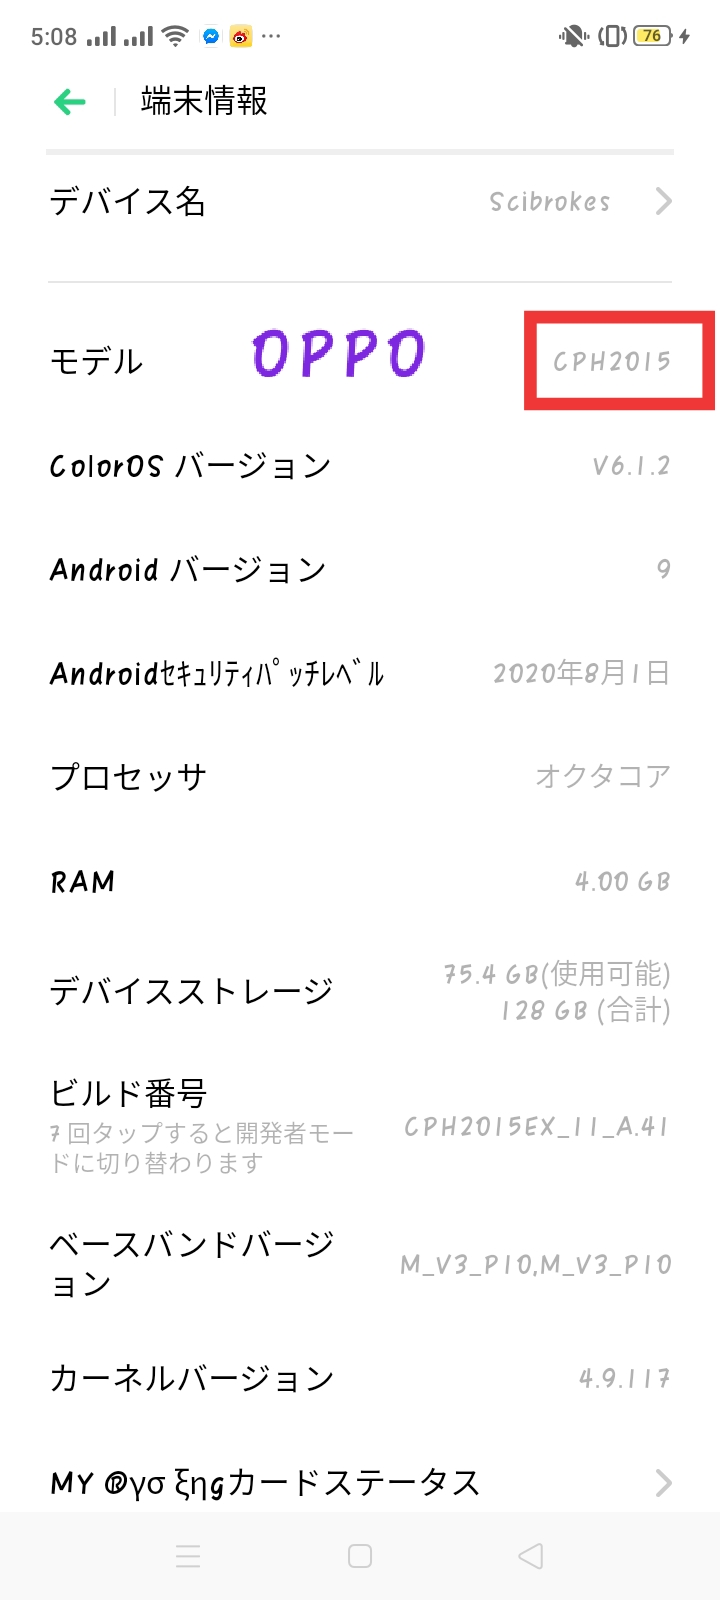 5:08 ... 76
端末情報
デバイス名 Scibrokes
モデル OPPO CPH2015
ColorOS バージョン V6.1.2
Android バージョン 9
Androidｾｷｭﾘﾃｨﾊﾟｯﾁﾚﾍﾞﾙ 2020年8月1日
プロセッサ オクタコア
RAM 4.00 GB
デバイスストレージ 75.4 GB(使用可能)
128 GB (合計)
ビルド番号
7 回タップすると開発者モー
ドに切り替わります CPH2015EX_11_A.41
ベースバンドバージ
ョン M_V3_P10,M_V3_P10
カーネルバージョン 4.9.117
MY ®γσ ξηgカードステータス